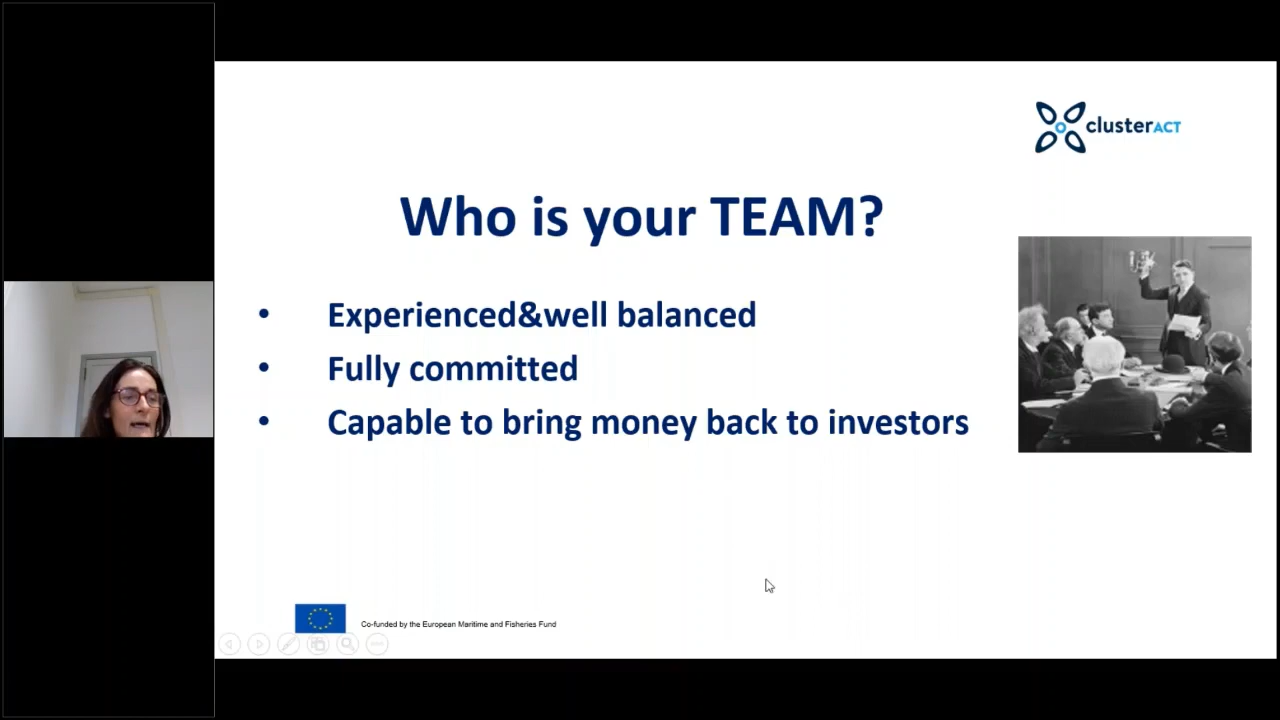 clusterACT
Who is your TEAM?
• Experienced&well balanced
• Fully committed
• Capable to bring money back to investors
Co-funded by the European Maritime and Fisheries Fund